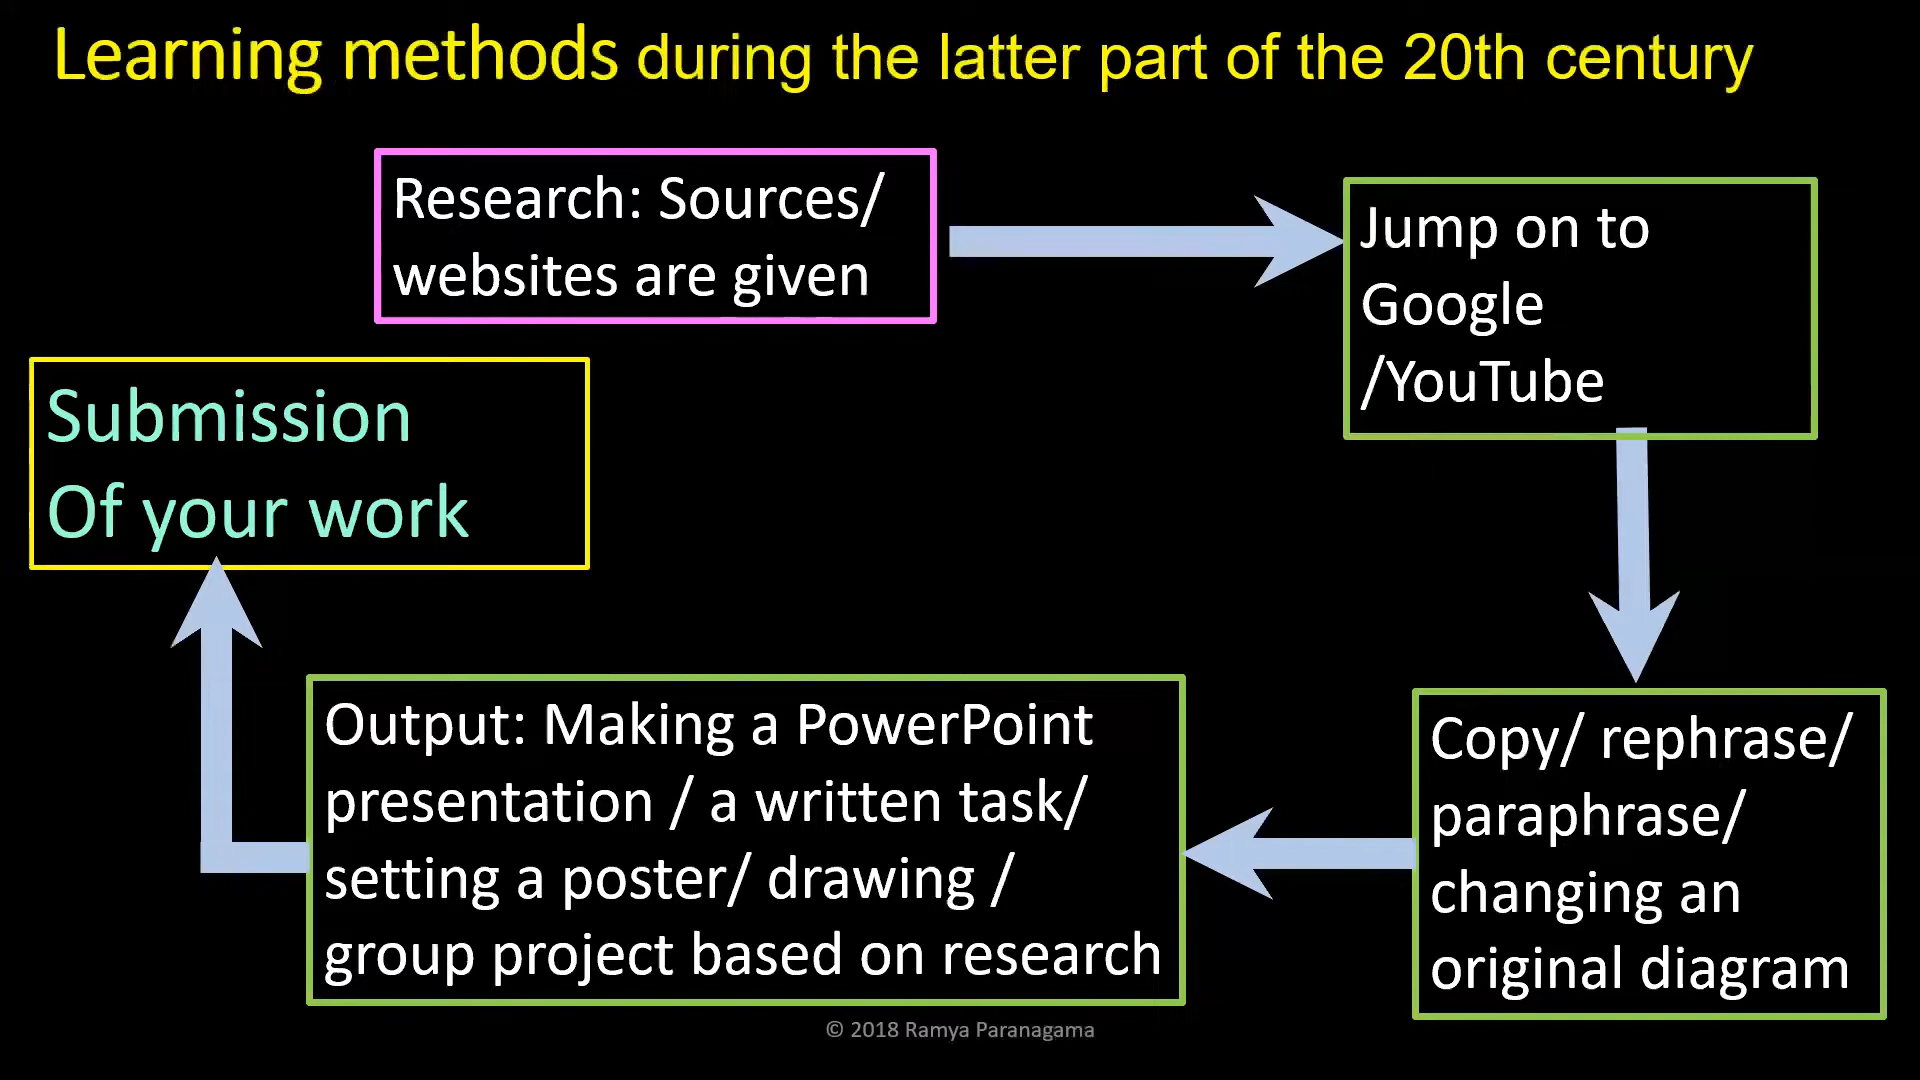 Learning methods during the latter part of the 20th century
Research: Sources/
websites are given
Jump on to
Google
/YouTube
Copy/ rephrase/
paraphrase/
changing an
original diagram
Output: Making a PowerPoint
presentation / a written task/
setting a poster/ drawing /
group project based on research
Submission
Of your work
© 2018 Ramya Paranagama